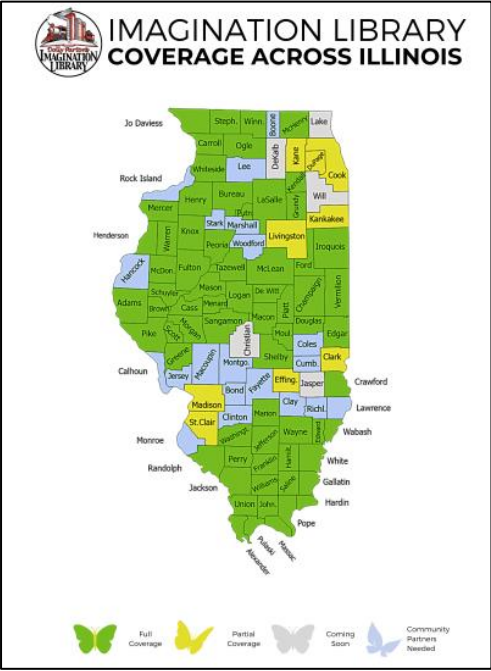 Dolly Parton's
IMAGINATION
LIBRARY
IMAGINATION LIBRARY
COVERAGE ACROSS ILLINOIS
Jo Daviess
Steph.
Winn.
Boone
McHenry
Lake
Carroll
Ogle
DeKalb
Kane
DuPage
Cook
Whiteside
Lee
Kendall
Will
Rock Island
Mercer
Henry
Bureau
LaSalle
Grundy
Kankakee
Henderson
Warren
Knox
Stark
Putn.
Marshall
Peoria
Woodford
Livingston
Iroquois
Hancock
McDon.
Fulton
Tazewell
McLean
Ford
Schuyler
Mason
Logan
De Witt
Champaign
Vermilion
Adams
Brown
Cass
Menard
Macon
Piatt
Douglas
Edgar
Pike
Scott
Morgan
Sangamon
Christian
Moul.
Coles
Calhoun
Greene
Macoupin
Montgo.
Shelby
Cumb.
Clark
Jersey
Bond
Fayette
Effing.
Jasper
Crawford
Madison
Clinton
Marion
Clay
Richl.
Lawrence
Monroe
St.Clair
Washingt.
Jefferson
Wayne
Edward
Wabash
Randolph
Perry
Franklin
Hamil.
White
Jackson
Williams
Saline
Gallatin
Union
John.
Hardin
Pope
Massac
Pulaski
Alexander
Full
Coverage
Partial
Coverage
Coming
Soon
Community
Partners
Needed